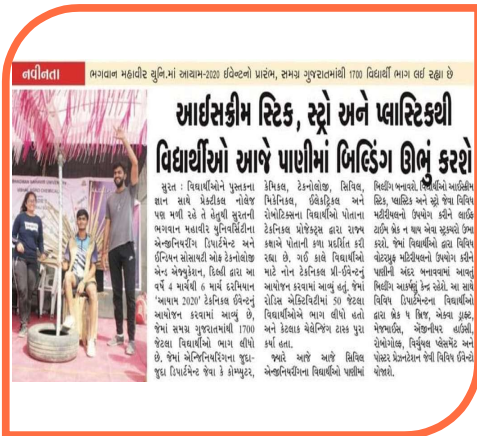 નવીનતા
ભગવાન મહાવીર યુનિ.માં આયામ-2020 ઈવેન્ટનો પ્રારંભ, સમગ્ર ગુજરાતમાંથી 1700 વિદ્યાર્થી ભાગ લઈ રહ્યા છે
આઈસક્રીમ સ્ટિક, સ્ટ્રો અને પ્લાસ્ટિકથી
વિદ્યાર્થીઓ આજે પાણીમાં બિલ્ડિંગ ઊભું કરશે
સુરત : વિદ્યાર્થીઓને પુસ્તકના
જ્ઞાન સાથે પ્રેક્ટીકલ નોલેજ
પણ મળી રહે તે હેતુથી સુરતની
ભગવાન મહાવીર યુનિવર્સિટીના
એન્જીનીયરીંગ ડિપાર્ટમેન્ટ અને
ઈન્ડિયન સોસાયટી ઓફ ટેકનોલોજી
એન્ડ એજ્યુકેશન, દિલ્હી દ્વારા આ
વર્ષે 4 માર્ચથી 6 માર્ચ દરમિયાન
'આયામ 2020' ટેકનિકલ ઈવેન્ટનું
આયોજન કરવામાં આવ્યું છે,
જેમાં સમગ્ર ગુજરાતમાંથી 1700
જેટલા વિદ્યાર્થીઓ ભાગ લીધો
છે. જેમાં એન્જિનિયરિંગના જુદા-
જુદા ડિપાર્ટમેન્ટ જેવા કે કોમ્પ્યુટર,
કેમિકલ, ટેકનોલોજી, સિવિલ,
મિકેનિકલ, ઈલેકટ્રિકલ અને
રોબોટિક્સના વિદ્યાર્થીઓ પોતાના
ટેકનિકલ પ્રોજેક્ટ્સ દ્વારા રાજ્ય
કક્ષાએ પોતાની કળા પ્રદર્શિત કરી
રહ્યા છે. ગઈ કાલે વિદ્યાર્થીઓ
માટે નોન ટેકનિકલ પ્રી-ઈવેન્ટનું
આયોજન કરવામાં આવ્યું હતું. જેમાં
રોડિસ એક્ટિવિટીમાં 50 જેટલા
વિદ્યાર્થીઓએ ભાગ લીધો હતો
અને કેટલાક ચેલેન્જિંગ ટાસ્ક પુરા
કર્યા હતા.
જ્યારે આજે આજે સિવિલ
એન્જીનીયરીંગના વિદ્યાર્થીઓ પાણીમાં
બિલ્ડીંગ બનાવશે. વિદ્યાર્થીઓ આઈસક્રીમ
સ્ટિક, પ્લાસ્ટિક અને સ્ટ્રો જેવા વિવિધ
મટીરીયલનો ઉપયોગ કરીને લાઈફ
ટાઈમ બ્રેક ન થાય એવા સ્ટ્રક્ચરો ઉભા
કરશે. જેમાં વિદ્યાર્થીઓ દ્વારા વિવિધ
વોટરપ્રુફ મટિરીયલનો ઉપયોગ કરીને
પાણીની અંદર બનાવવામાં આવતું
બિલ્ડીંગ આકર્ષણનું કેન્દ્ર રહેશે. આ સાથે
વિવિધ ડિપાર્ટમેન્ટના વિદ્યાર્થીઓ
દ્વારા બ્રેક ધ બ્રિજ, એક્વા ડ્રાફ્ટ,
મેજમાઈસ, એન્જીનીયર હાઉસી,
રોબોગોલ્ફ, વિર્ચ્યુઅલ પ્લેસમેંટ અને
પોસ્ટર પ્રેઝનટેશન જેવી વિવિધ ઈવેન્ટો
યોજાશે.